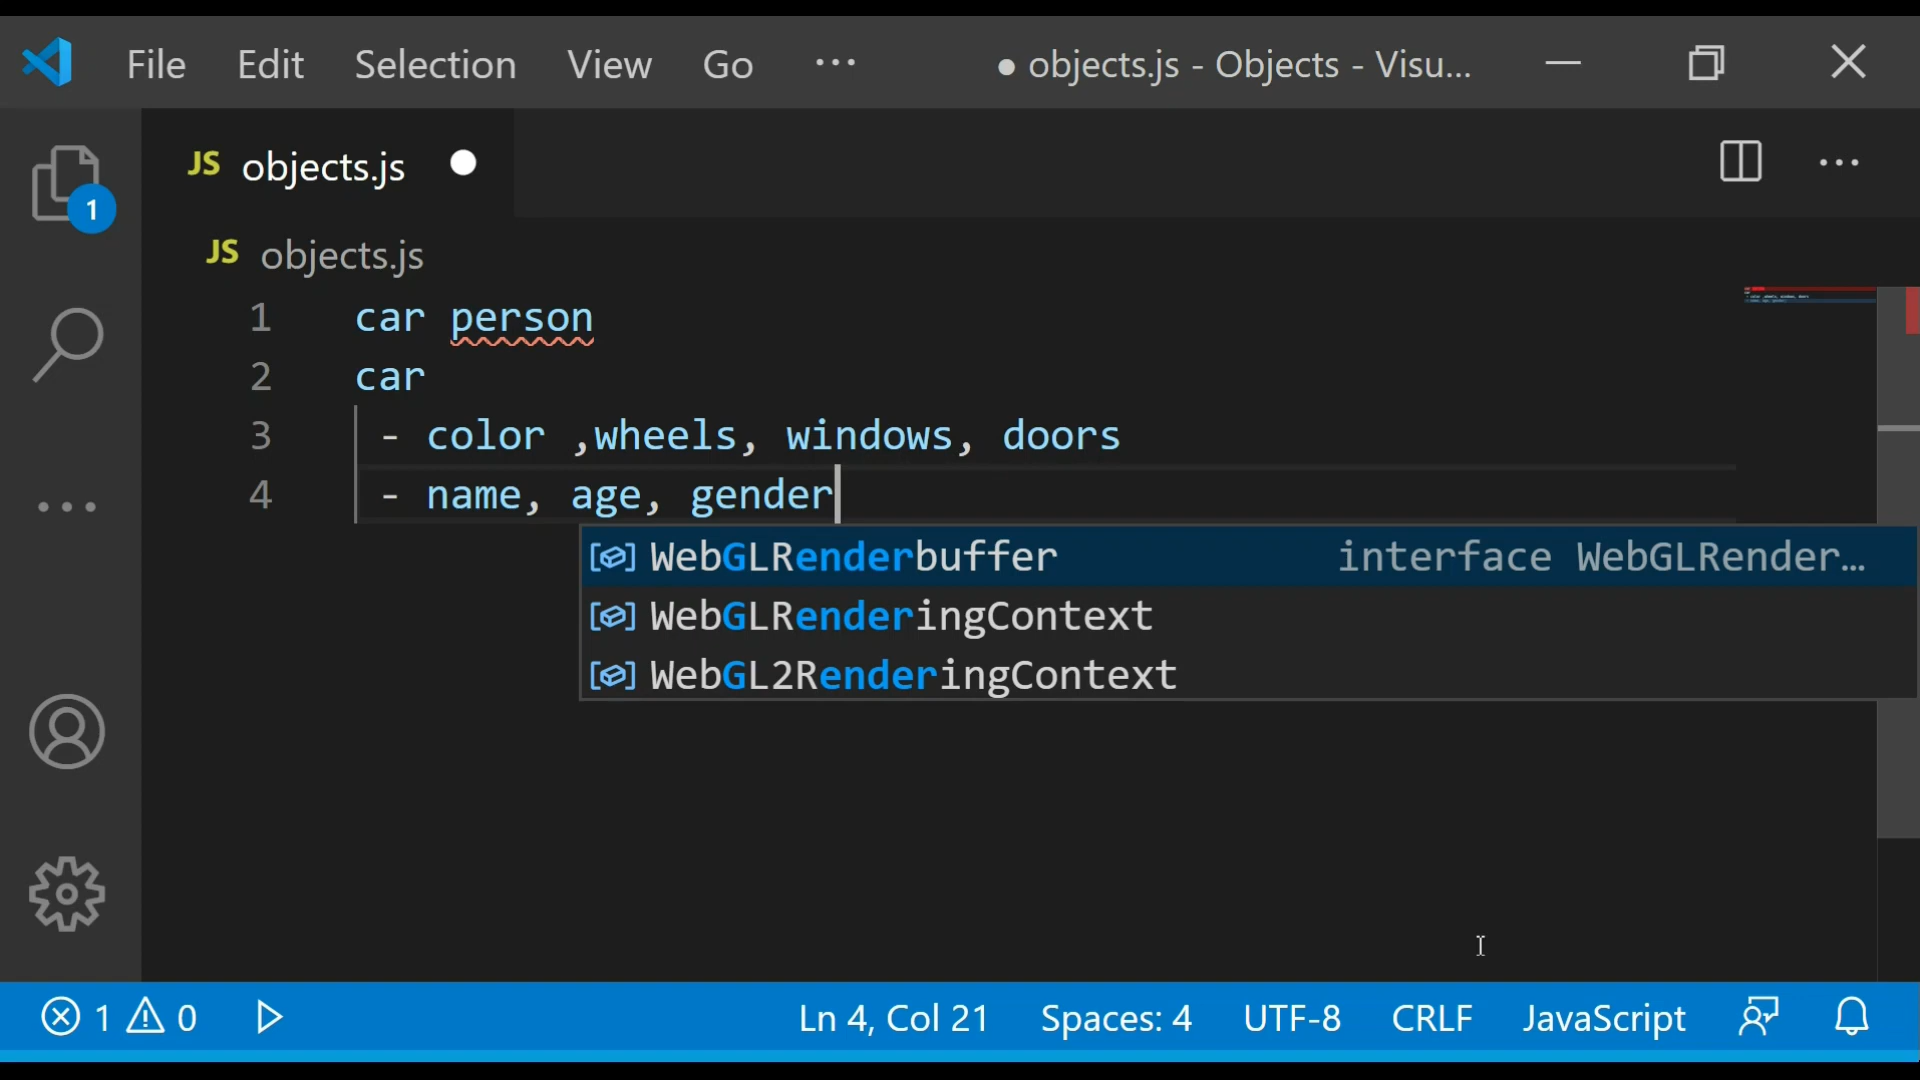 File Edit Selection View Go ··· ● objects.js - Objects - Visu...
JS objects.js
1
JS objects.js
1 car person
2 car
3 - color ,wheels, windows, doors
4 - name, age, gender
WebGLRenderbuffer interface WebGLRender...
WebGLRenderingContext
WebGL2RenderingContext
1 0 Ln 4, Col 21 Spaces: 4 UTF-8 CRLF JavaScript